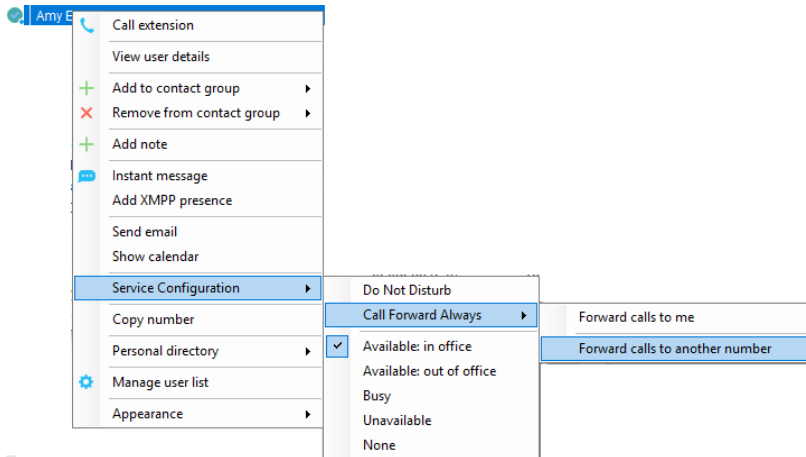 Amy E
Call extension
View user details
Add to contact group
Remove from contact group
Add note
Instant message
Add XMPP presence
Send email
Show calendar
Service Configuration
Copy number
Personal directory
Manage user list
Appearance
Do Not Disturb
Call Forward Always
Available: in office
Available: out of office
Busy
Unavailable
None
Forward calls to me
Forward calls to another number